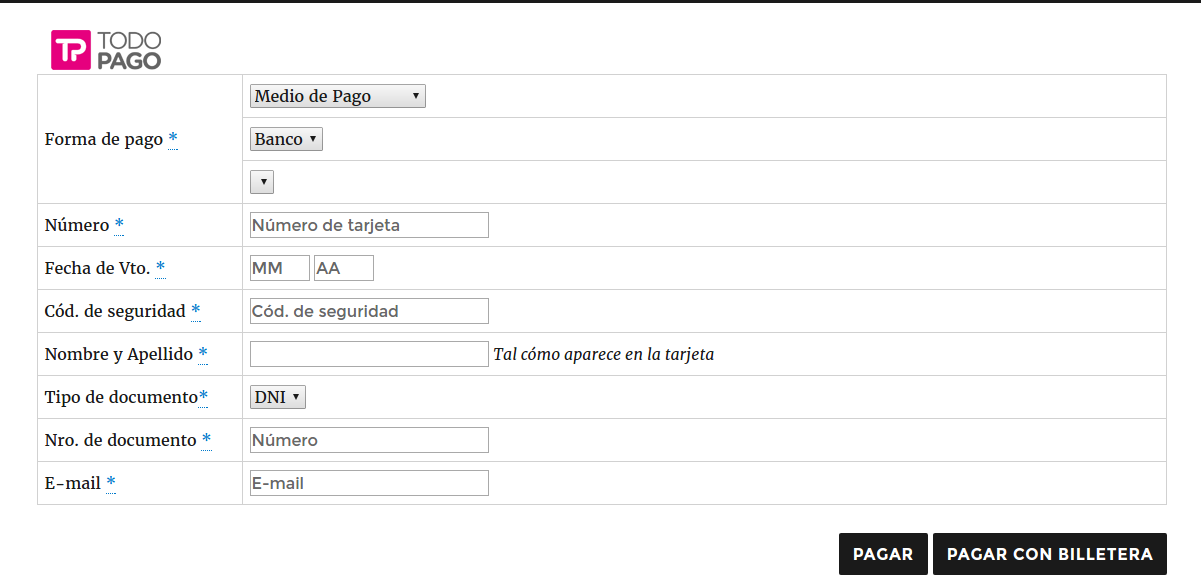 TP TODO
PAGO
Medio de Pago
Forma de pago *
Banco
Número *
Número de tarjeta
Fecha de Vto. *
MM AA
Cód. de seguridad *
Cód. de seguridad
Nombre y Apellido *
Tal cómo aparece en la tarjeta
Tipo de documento*
DNI
Nro. de documento *
Número
E-mail *
E-mail
PAGAR
PAGAR CON BILLETERA